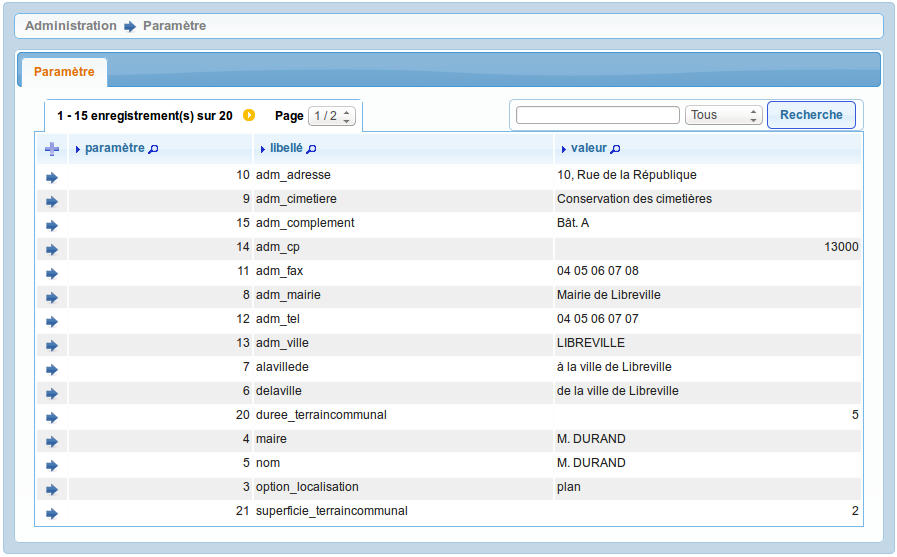 Administration Paramètre
Paramètre
1 - 15 enregistrement(s) sur 20 Page 1 / 2 Tous Recherche
paramètre libellé valeur
10 adm_adresse 10, Rue de la République
9 adm_cimetiere Conservation des cimetières
15 adm_complement Bât. A
14 adm_cp 13000
11 adm_fax 04 05 06 07 08
8 adm_mairie Mairie de Libreville
12 adm_tel 04 05 06 07 07
13 adm_ville LIBREVILLE
7 alavillede à la ville de Libreville
6 delaville de la ville de Libreville
20 duree_terraincommunal 5
4 maire M. DURAND
5 nom M. DURAND
3 option_localisation plan
21 superficie_terraincommunal 2